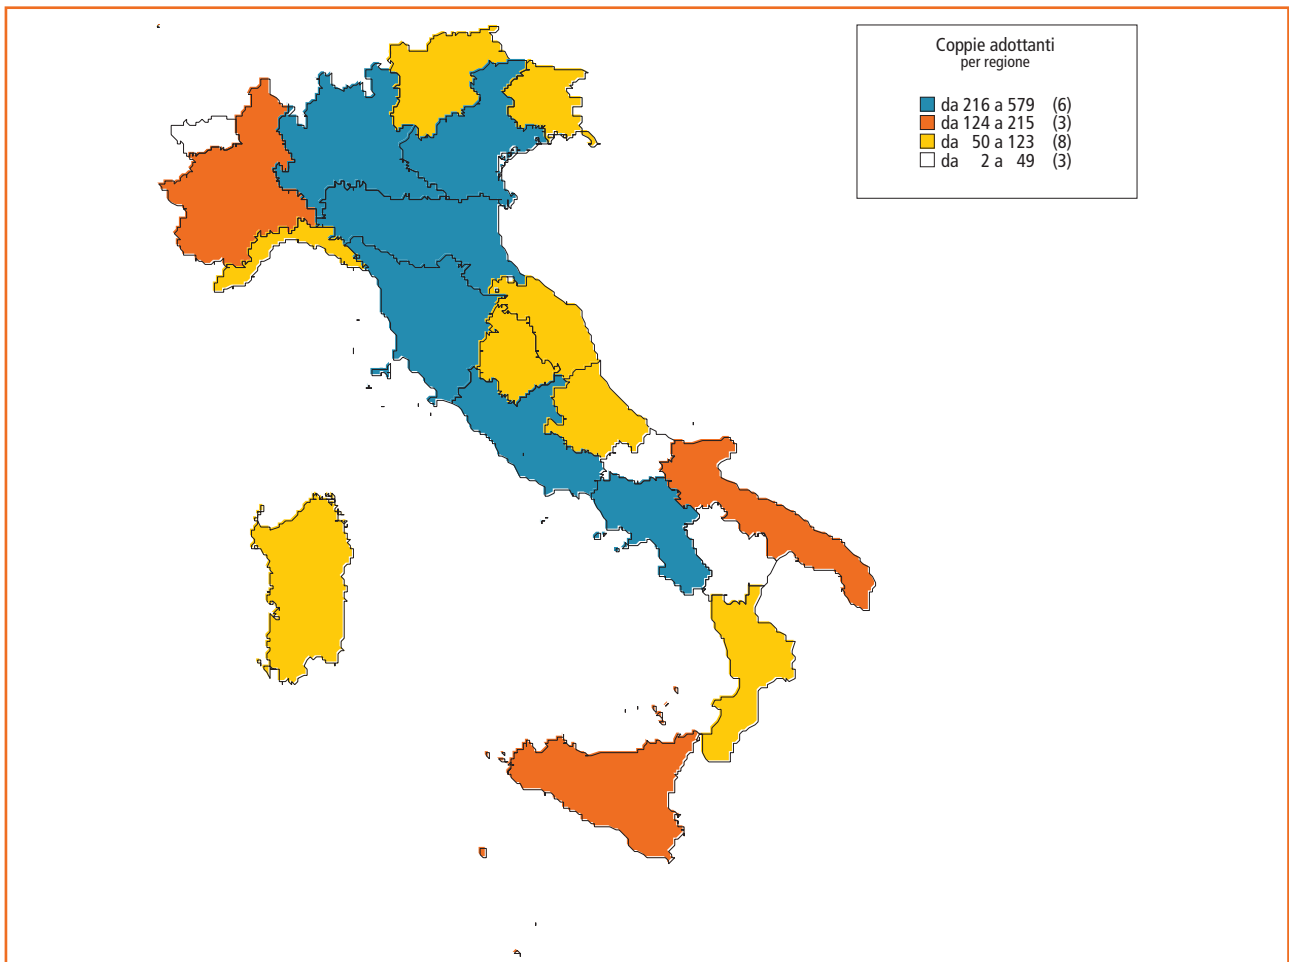 Coppie adottanti
per regione
da 216 a 579 (6)
da 124 a 215 (3)
da 50 a 123 (8)
da 2 a 49 (3)